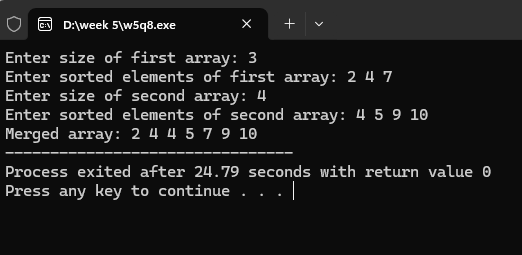 D:\week 5\w5q8.exe
Enter size of first array: 3
Enter sorted elements of first array: 2 4 7
Enter size of second array: 4
Enter sorted elements of second array: 4 5 9 10
Merged array: 2 4 4 5 7 9 10
--------------------------------
Process exited after 24.79 seconds with return value 0
Press any key to continue . . .